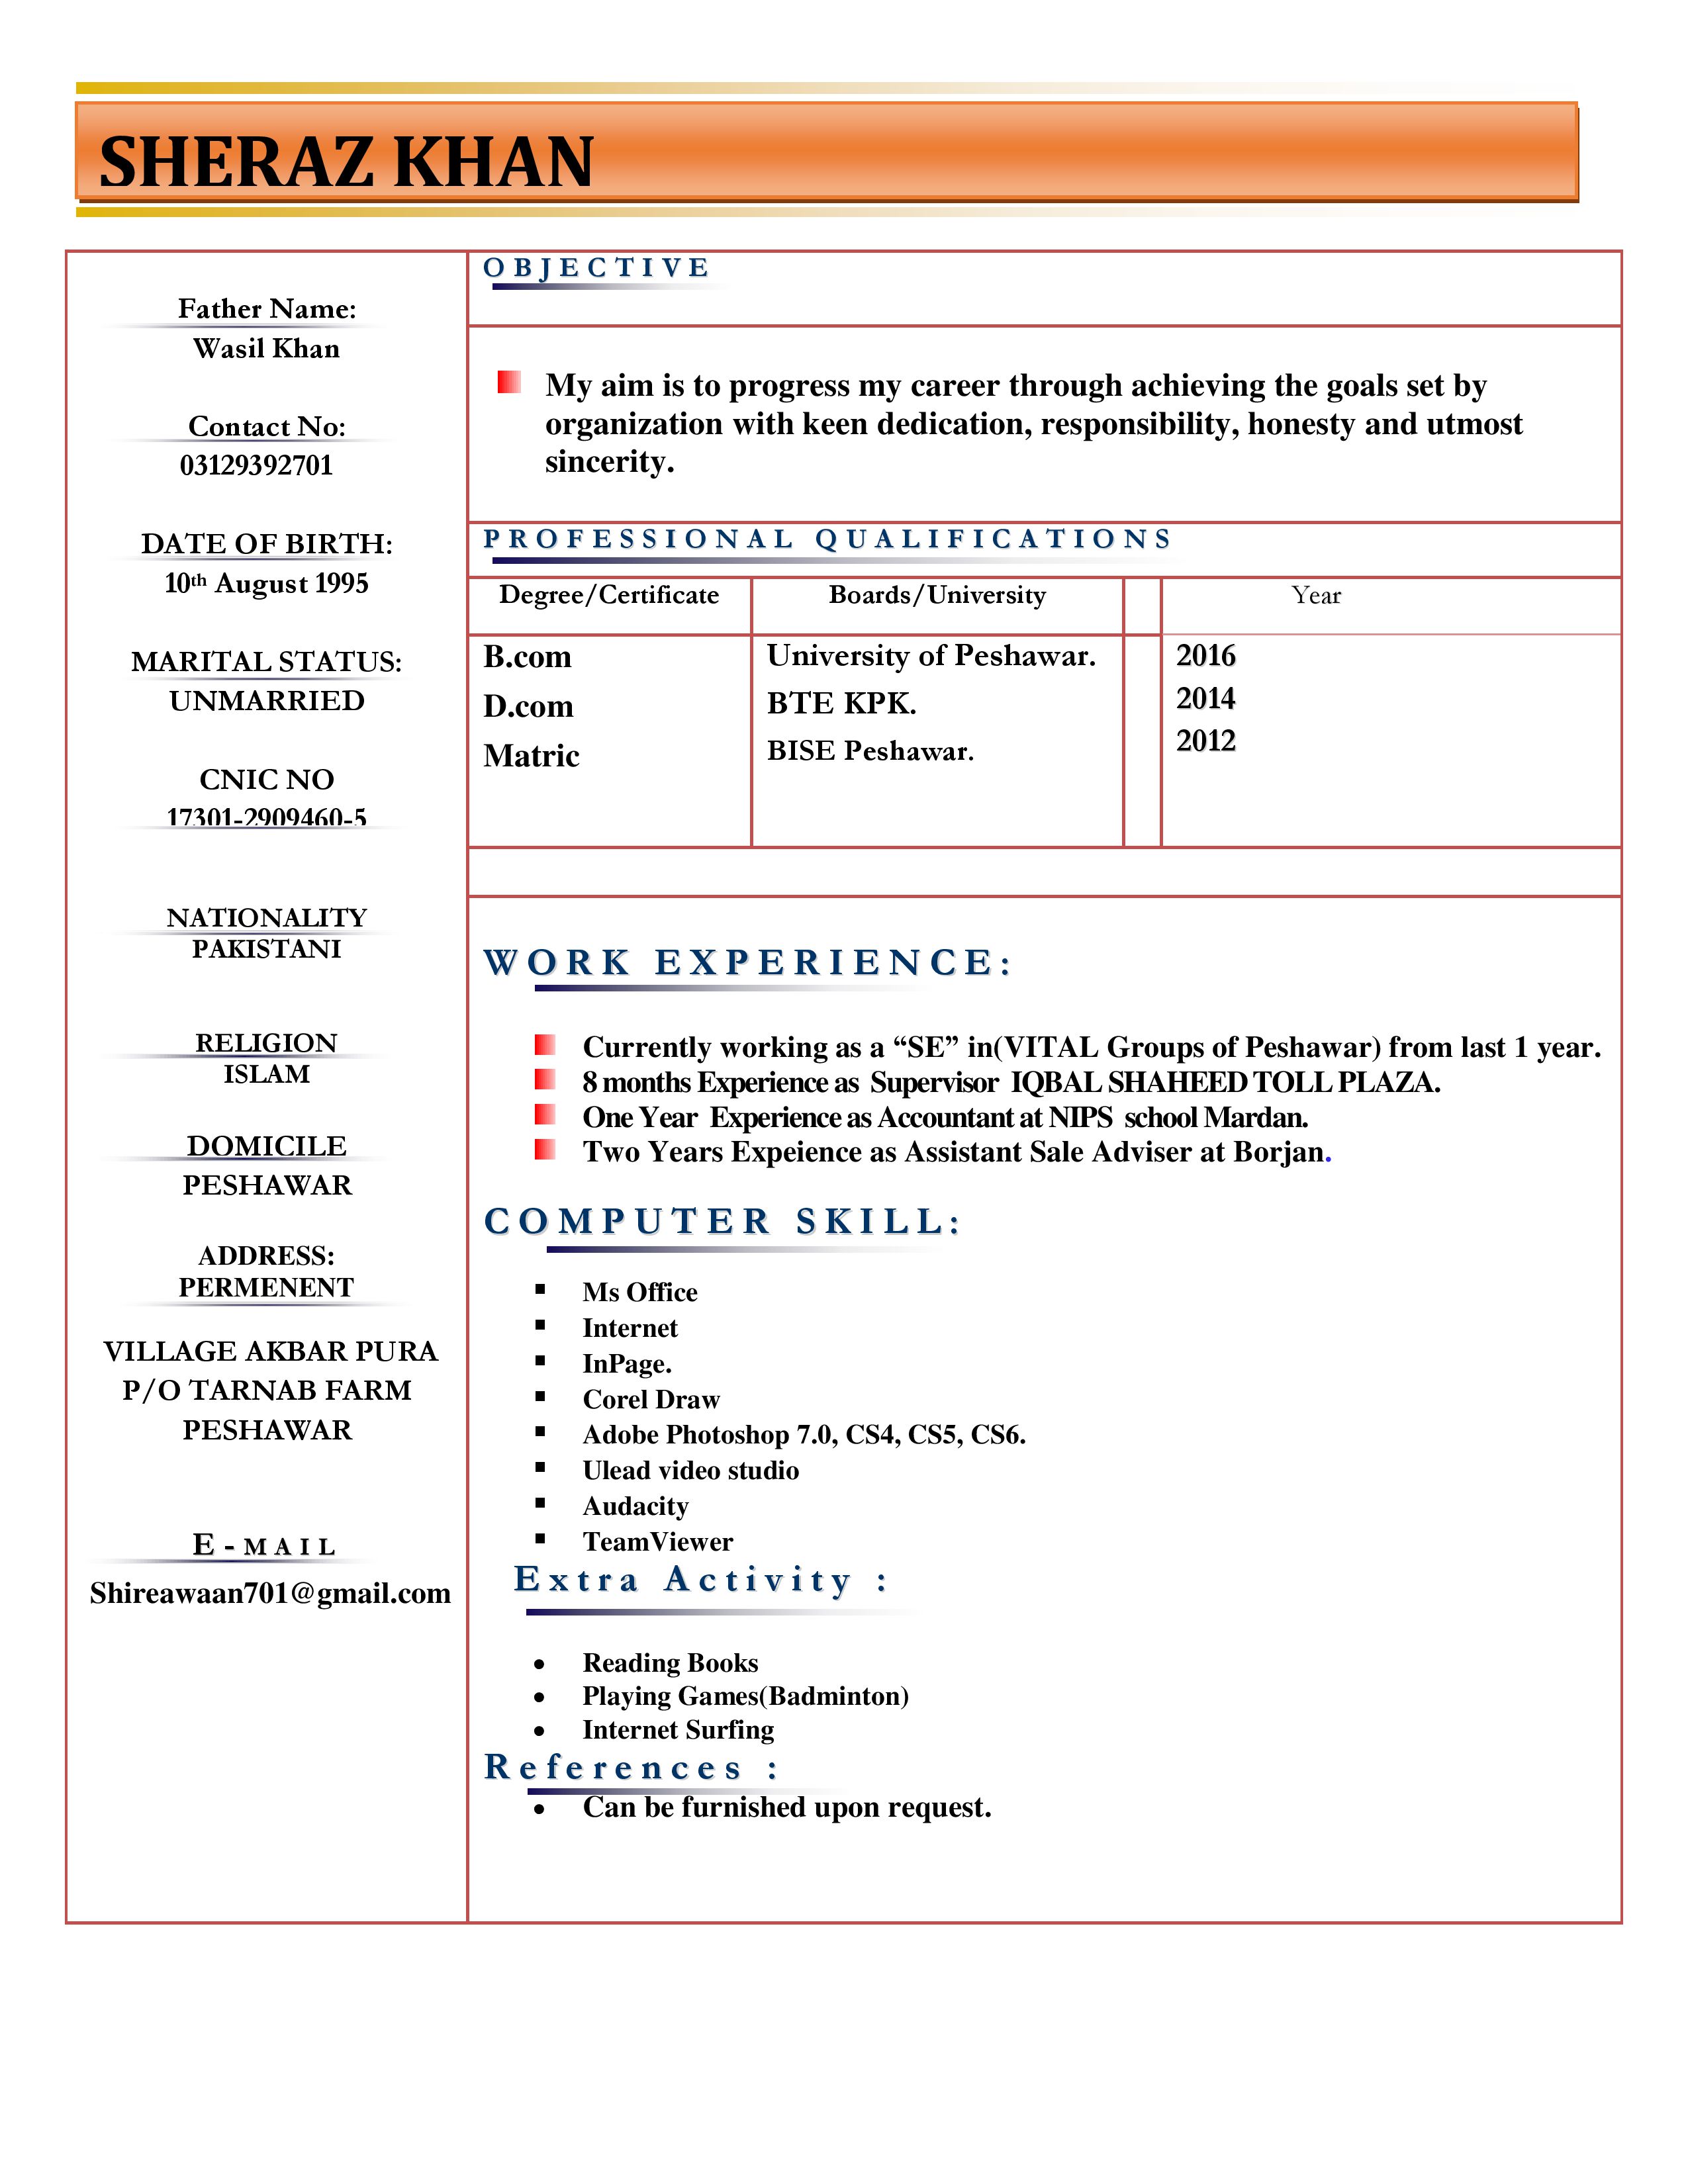 SHERAZ KHAN
Father Name:
Wasil Khan
Contact No:
03129392701
DATE OF BIRTH:
10th August 1995
MARITAL STATUS:
UNMARRIED
CNIC NO
17301-2909460-5
NATIONALITY
PAKISTANI
RELIGION
ISLAM
DOMICILE
PESHAWAR
ADDRESS:
PERMENENT
VILLAGE AKBAR PURA
P/O TARNAB FARM
PESHAWAR
E-MAIL
Shireawaan701@gmail.com
OBJECTIVE
My aim is to progress my career through achieving the goals set by
organization with keen dedication, responsibility, honesty and utmost
sincerity.
PROFESSIONAL QUALIFICATIONS
Degree/Certificate Boards/University Year
B.com University of Peshawar. 2016
D.com BTE KPK. 2014
Matric BISE Peshawar. 2012
WORK EXPERIENCE:
Currently working as a “SE” in(VITAL Groups of Peshawar) from last 1 year.
8 months Experience as Supervisor IQBAL SHAHEED TOLL PLAZA.
One Year Experience as Accountant at NIPS school Mardan.
Two Years Expeience as Assistant Sale Adviser at Borjan.
COMPUTER SKILL:
▪ Ms Office
▪ Internet
▪ InPage.
▪ Corel Draw
▪ Adobe Photoshop 7.0, CS4, CS5, CS6.
▪ Ulead video studio
▪ Audacity
▪ TeamViewer
Extra Activity :
• Reading Books
• Playing Games(Badminton)
• Internet Surfing
References :
• Can be furnished upon request.